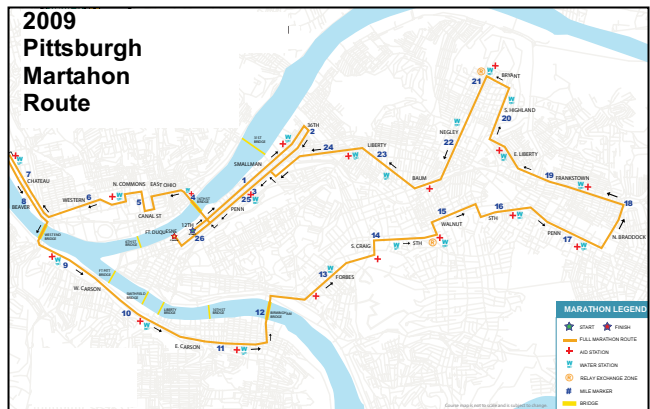 2009
Pittsburgh
Martahon
Route
BRYANT
21
S. HIGHLAND
20
36TH
2
NEGLEY
22
LIBERTY
24
23
E. LIBERTY
SMALLMAN
1
3
25
PENN
BAUM
19
FRANKSTOWN
18
7
CHATEAU
8
BEAVER
WESTERN
6
N. COMMONS
EAST OHIO
5
4
CANAL ST
12TH
26
FT. DUQUESNE
WALNUT
15
16
5TH
PENN
17
N. BRADDOCK
14
S. CRAIG
5TH
13
FORBES
9
W. CARSON
10
12
E. CARSON
11
MARATHON LEGEND
START
FINISH
FULL MARATHON ROUTE
AID STATION
WATER STATION
RELAY EXCHANGE ZONE
MILE MARKER
BRIDGE